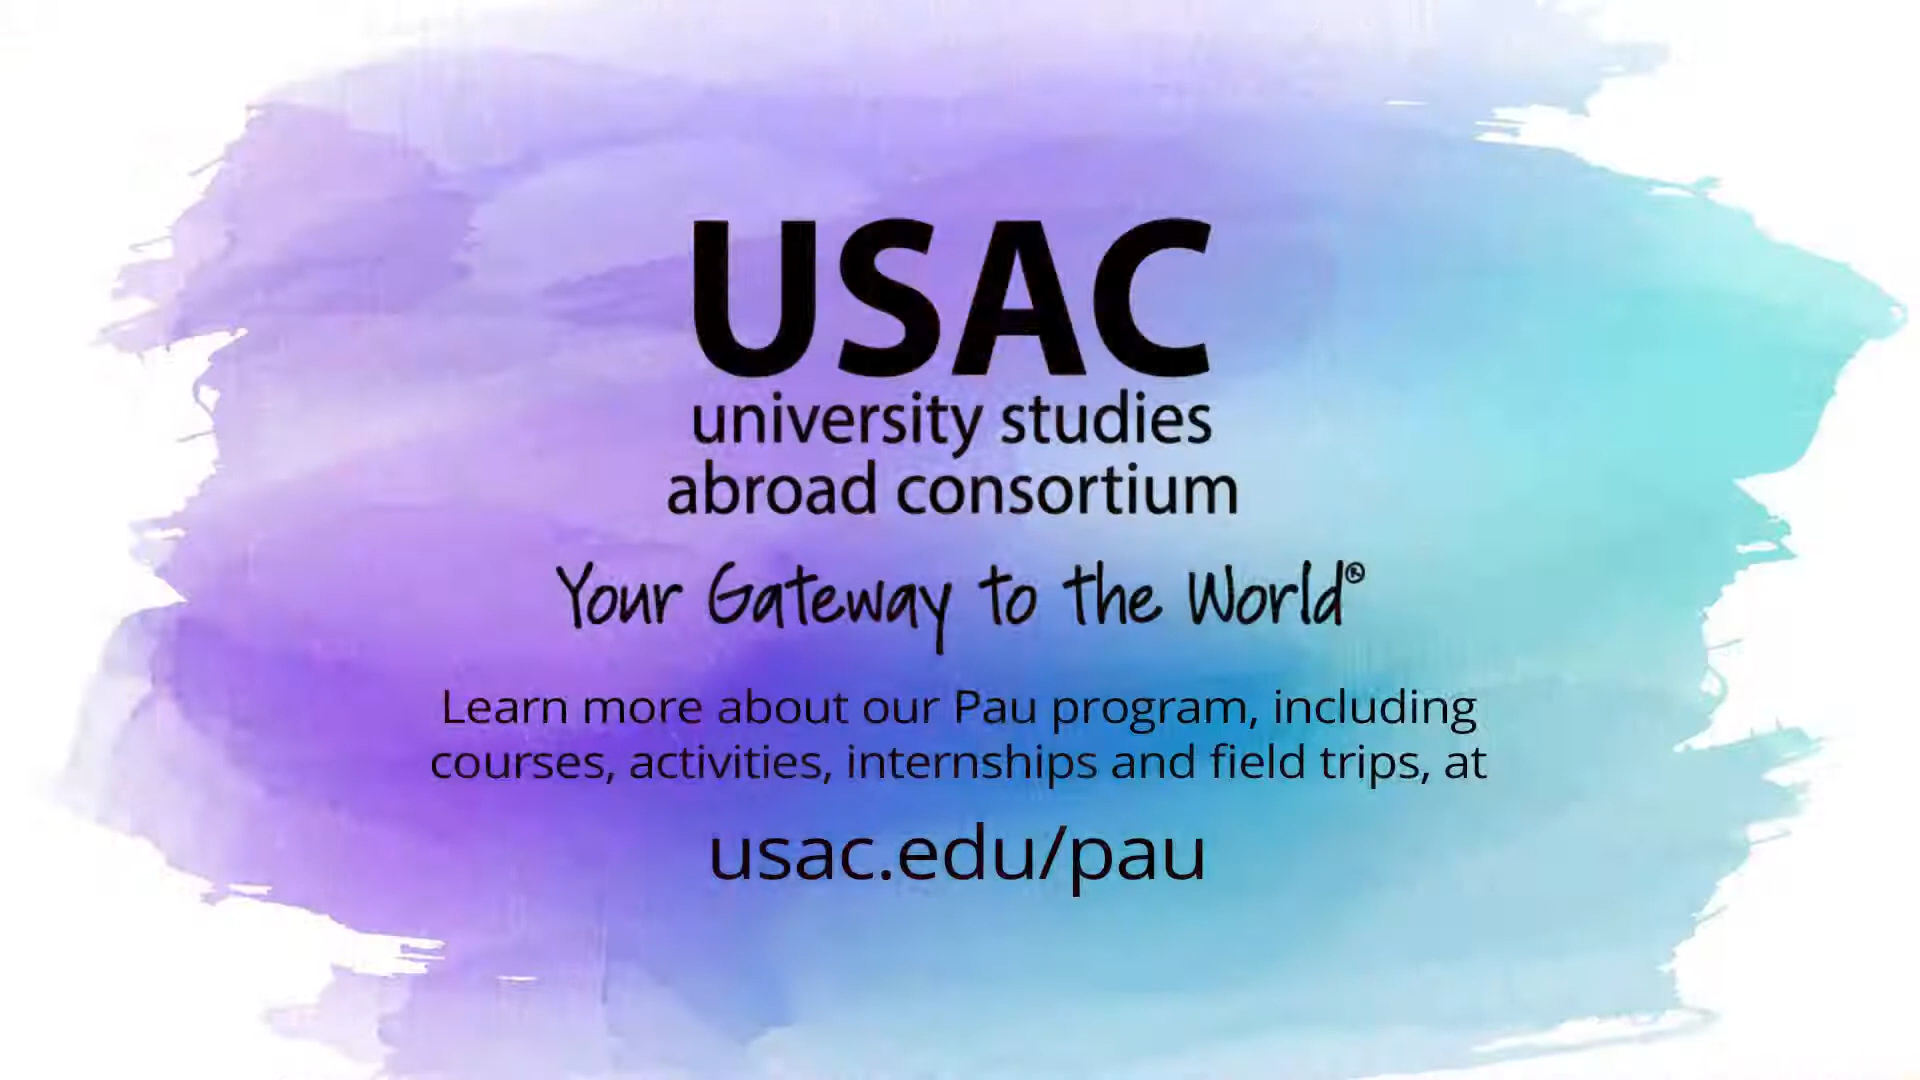 USAC
university studies
abroad consortium
Your Gateway to the World®
Learn more about our Pau program, including
courses, activities, internships and field trips, at
usac.edu/pau